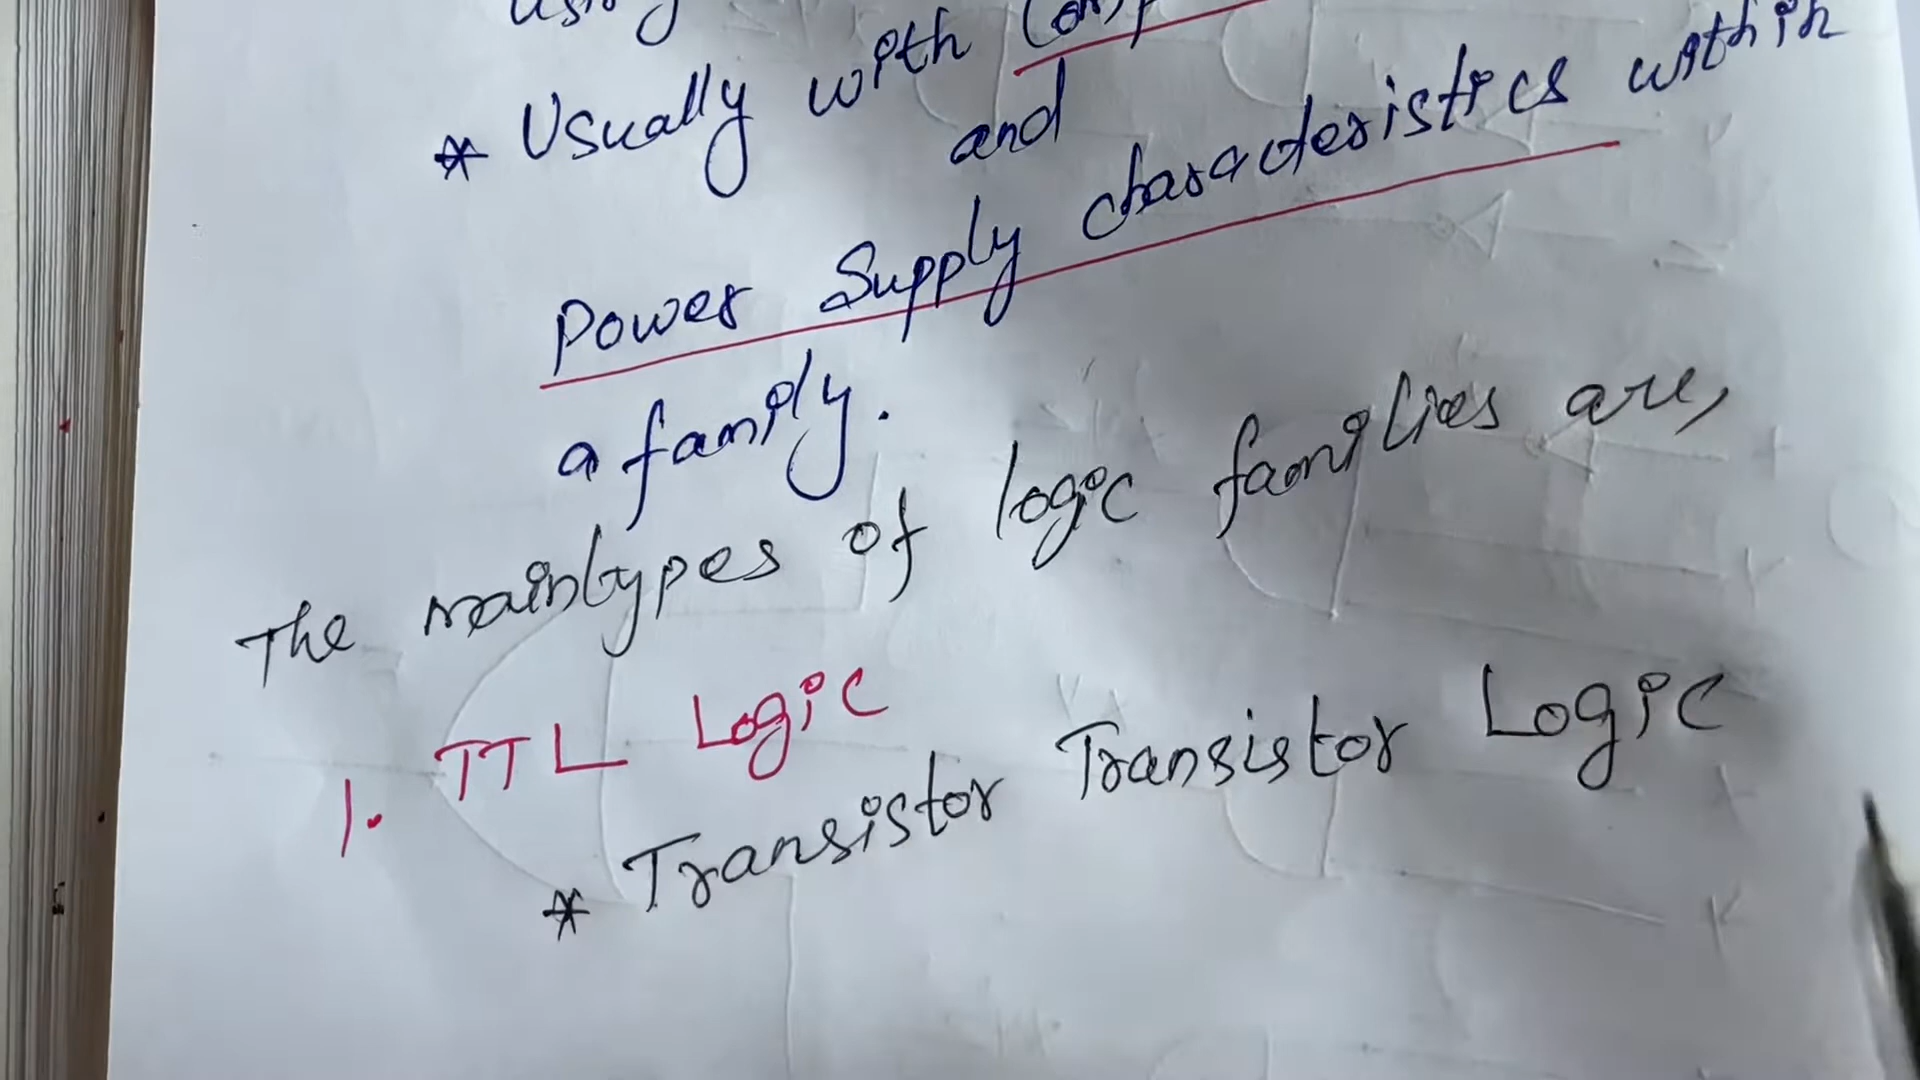 using
* Usually with
and
Power Supply characteristics within
a family.
The maintypes of logic families are,
1. TTL Logic
* Transistor Transistor Logic